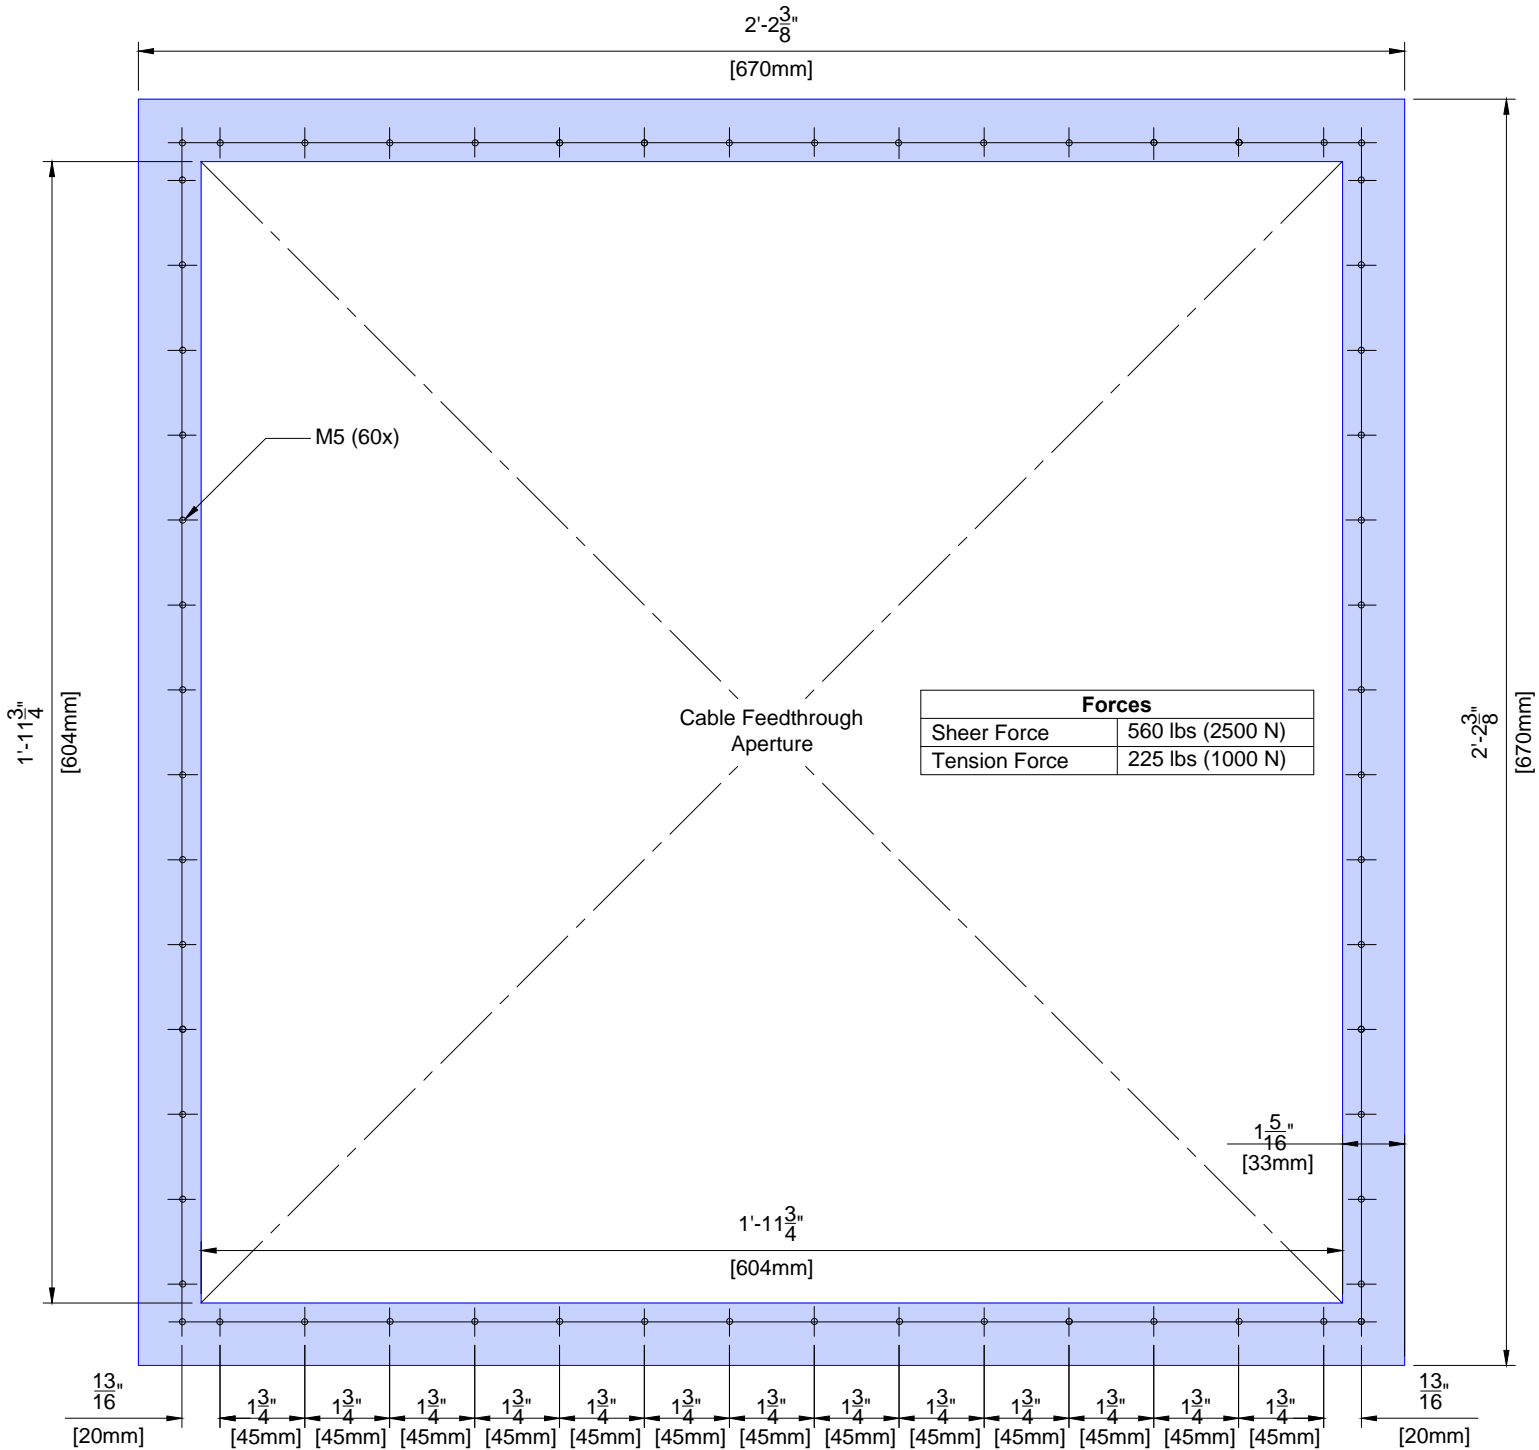 2'-2 3/8"
[670mm]
M5 (60x)
1'-11 3/4"
[604mm]
Cable Feedthrough
Aperture
Forces
Sheer Force 560 lbs (2500 N)
Tension Force 225 lbs (1000 N)
2'-2 3/8"
[670mm]
1 5/16"
[33mm]
1'-11 3/4"
[604mm]
13/16" 1 3/4" 1 3/4" 1 3/4" 1 3/4" 1 3/4" 1 3/4" 1 3/4" 1 3/4" 1 3/4" 1 3/4" 1 3/4" 1 3/4" 1 3/4" 13/16"
[20mm] [45mm] [45mm] [45mm] [45mm] [45mm] [45mm] [45mm] [45mm] [45mm] [45mm] [45mm] [45mm] [45mm] [20mm]